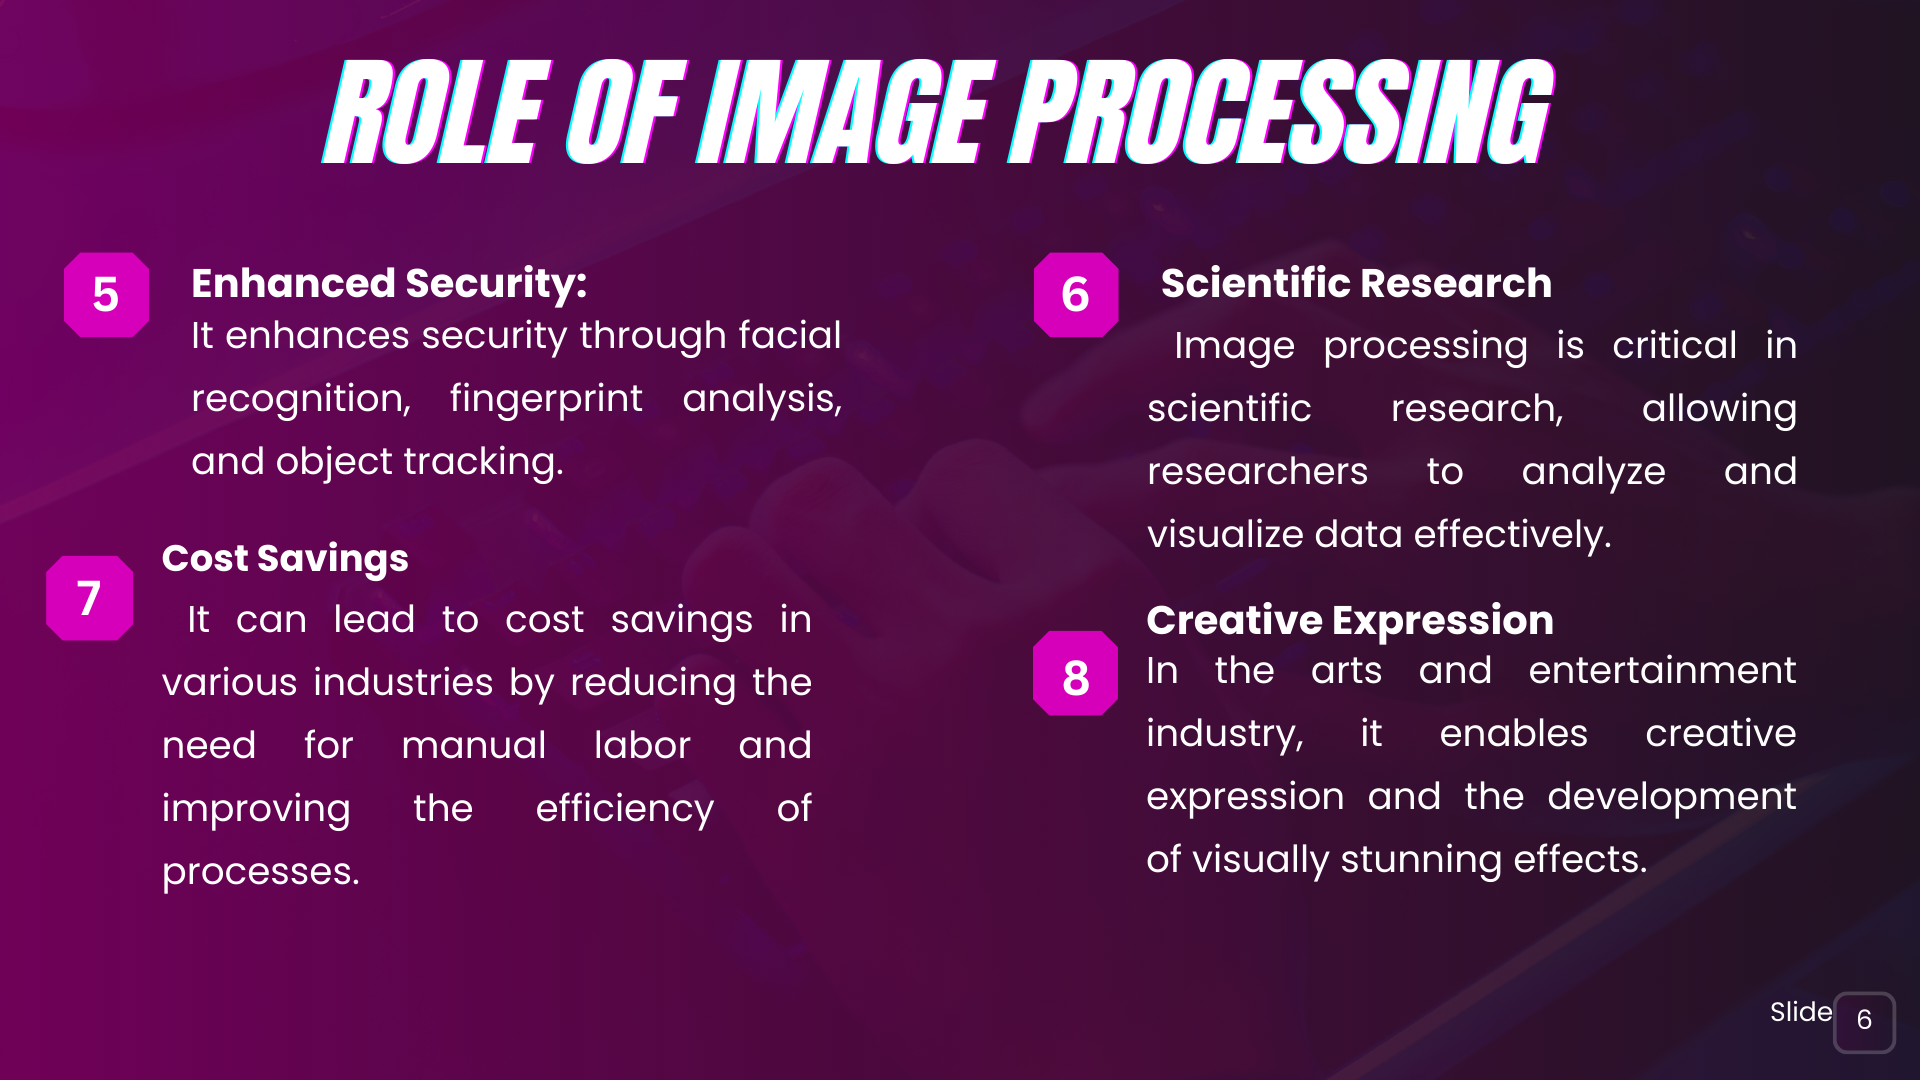 ROLE OF IMAGE PROCESSING
5
Enhanced Security:
It enhances security through facial
recognition, fingerprint analysis,
and object tracking.
6
Scientific Research
Image processing is critical in
scientific research, allowing
researchers to analyze and
visualize data effectively.
7
Cost Savings
It can lead to cost savings in
various industries by reducing the
need for manual labor and
improving the efficiency of
processes.
8
Creative Expression
In the arts and entertainment
industry, it enables creative
expression and the development
of visually stunning effects.
Slide 6